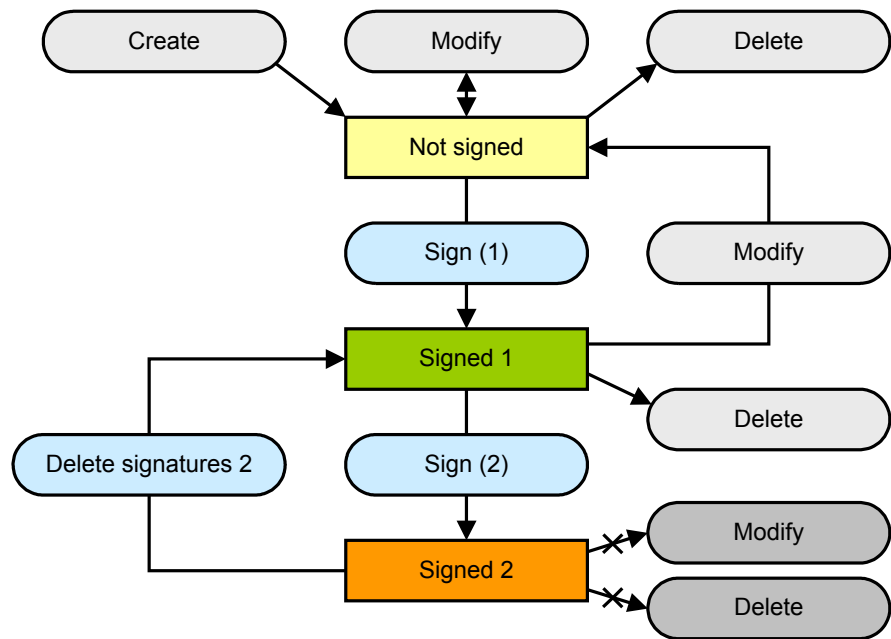 Create
Modify
Delete
Not signed
Sign (1)
Modify
Signed 1
Delete
Delete signatures 2
Sign (2)
Modify
Signed 2
Delete